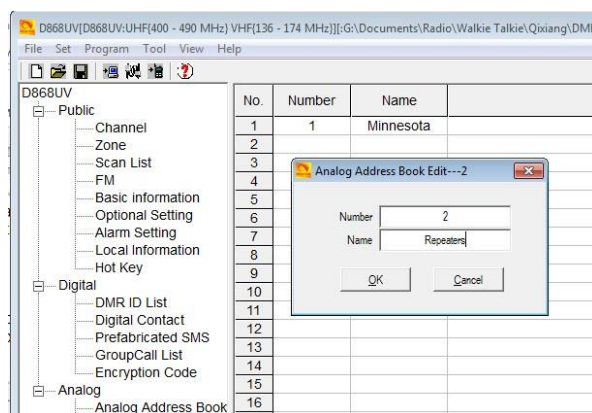 D868UV[D868UV:UHF{400 - 490 MHz} VHF{136 - 174 MHz}][:G:\Documents\Radio\Walkie Talkie\Qixiang\DM
File Set Program Tool View Help
D868UV
Public
Channel
Zone
Scan List
FM
Basic information
Optional Setting
Alarm Setting
Local Information
Hot Key
Digital
DMR ID List
Digital Contact
Prefabricated SMS
GroupCall List
Encryption Code
Analog
Analog Address Book
No. Number Name
1 1 Minnesota
2
3
4
5
6
7
8
9
10
11
12
13
14
15
16
Analog Address Book Edit---2
Number 2
Name Repeaters
OK Cancel